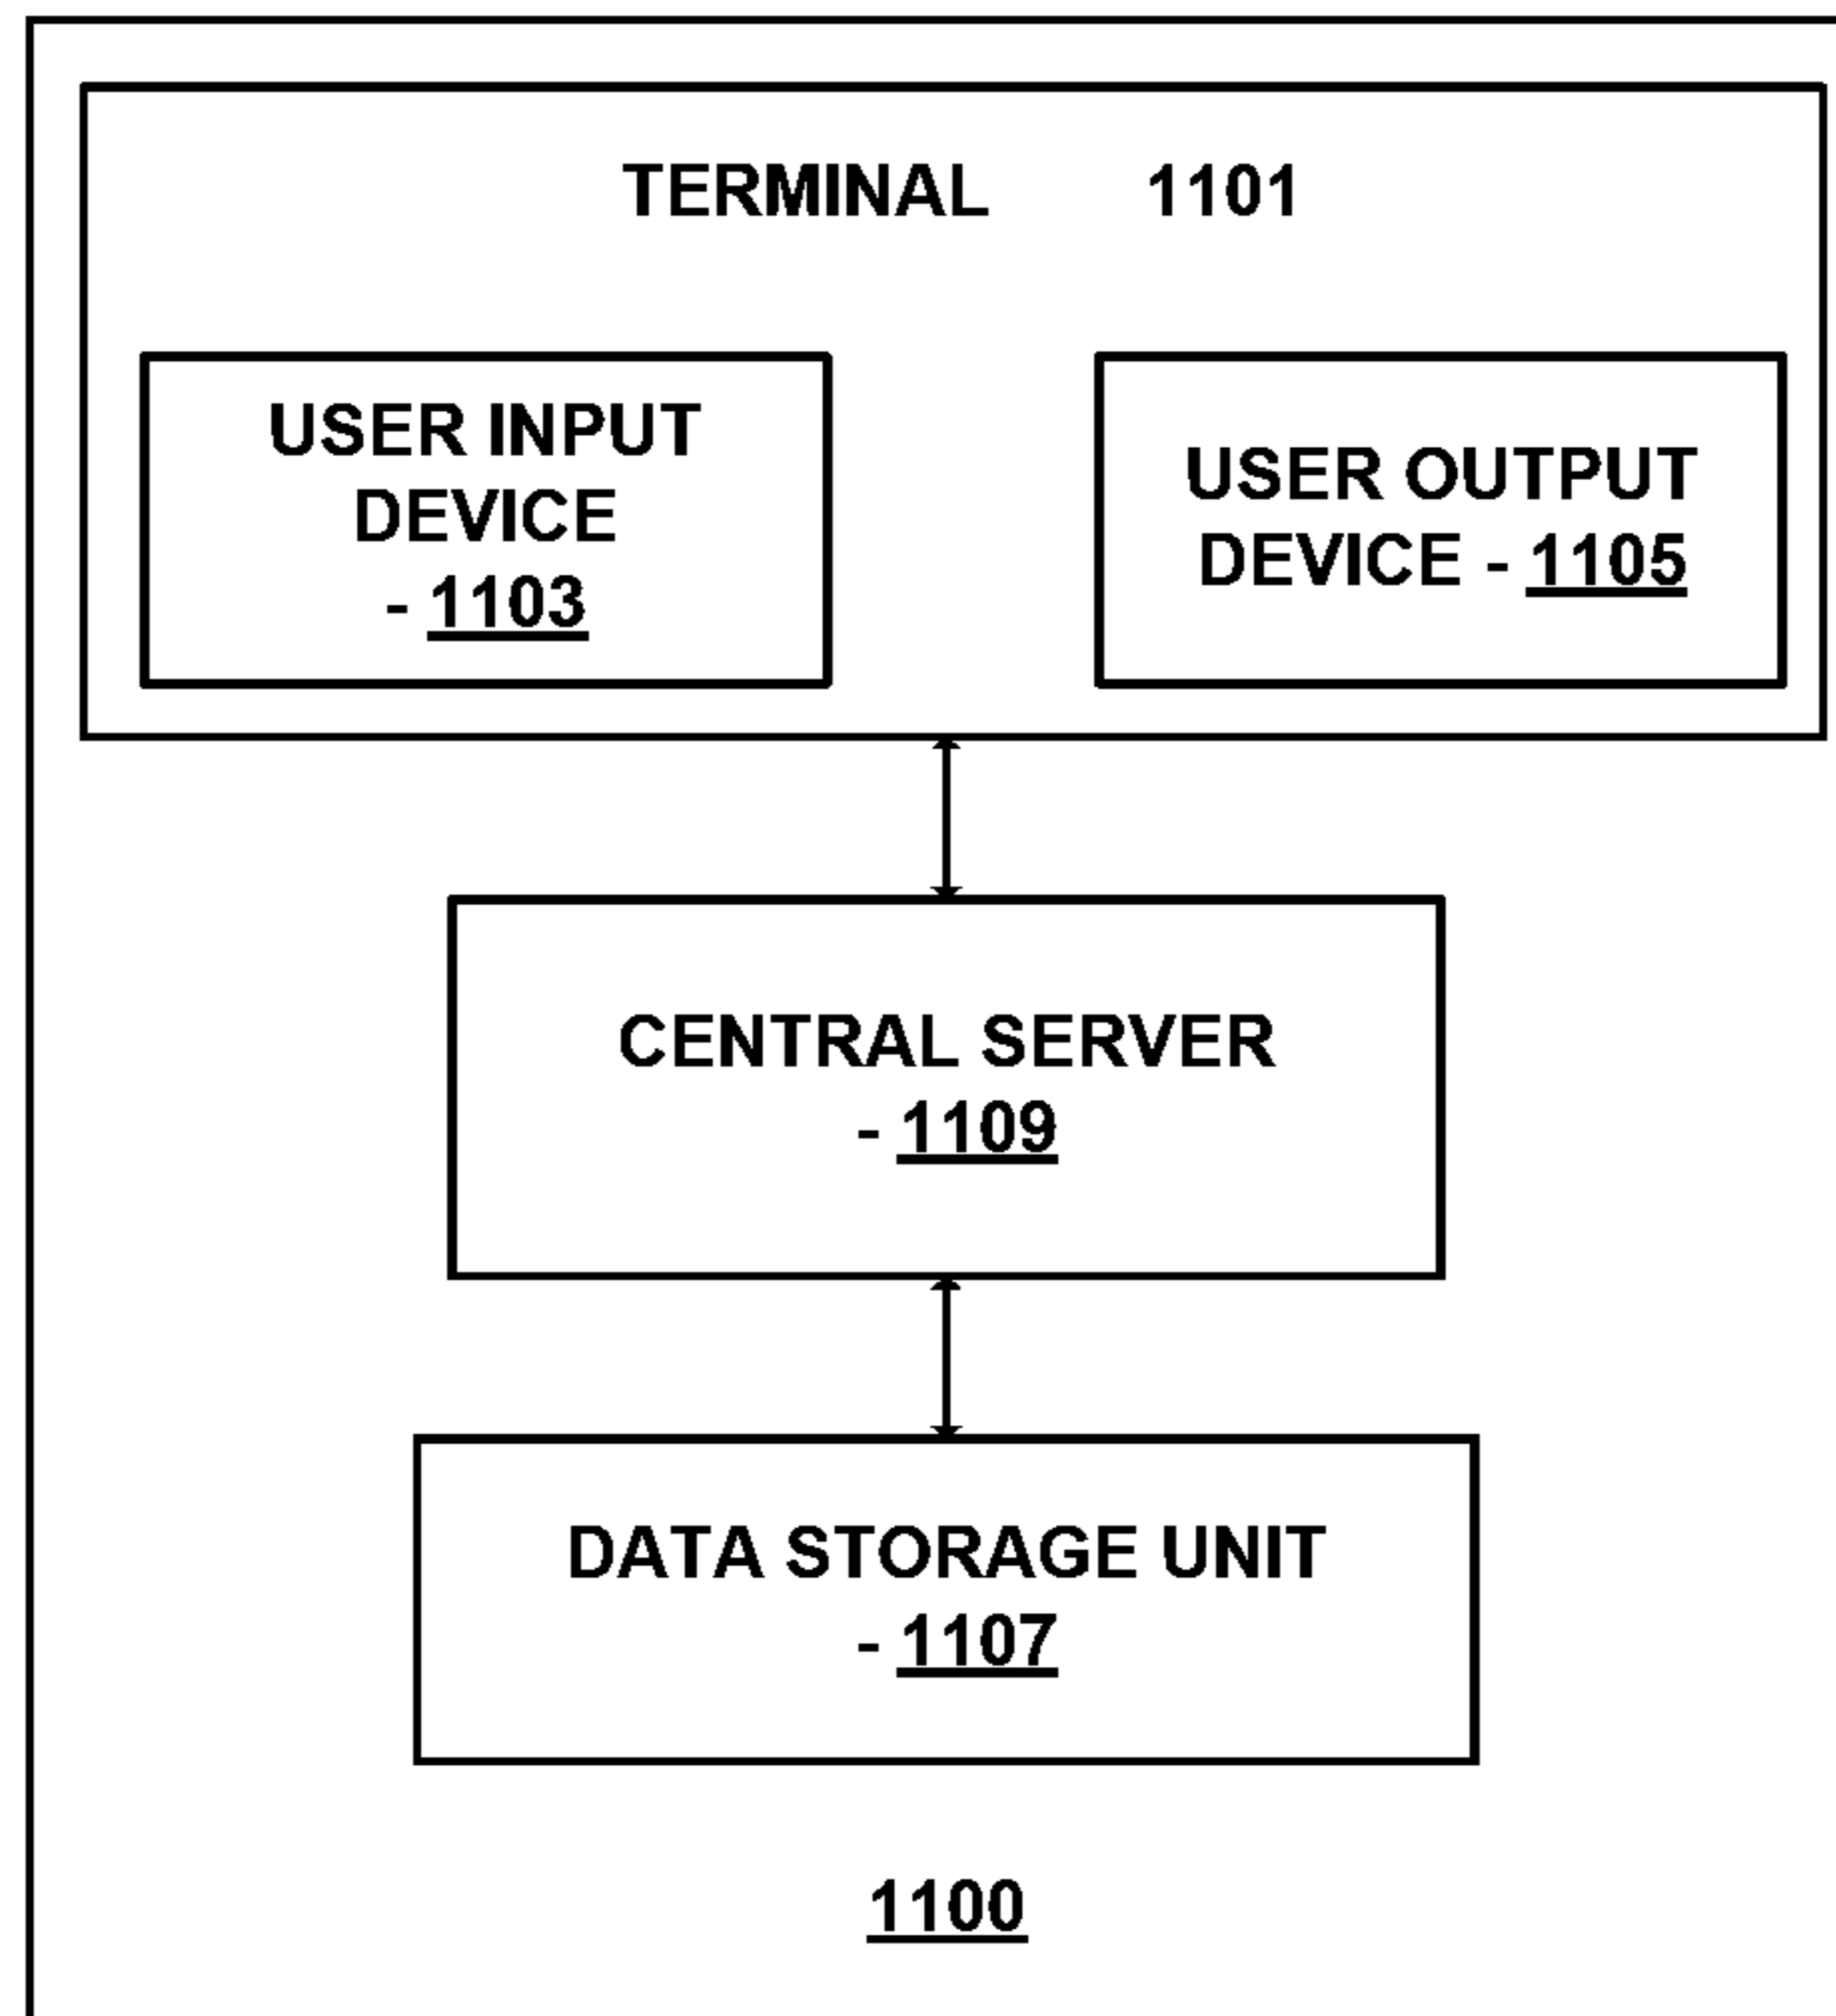 TERMINAL 1101
USER INPUT
DEVICE
- 1103
USER OUTPUT
DEVICE - 1105
CENTRAL SERVER
- 1109
DATA STORAGE UNIT
- 1107
1100